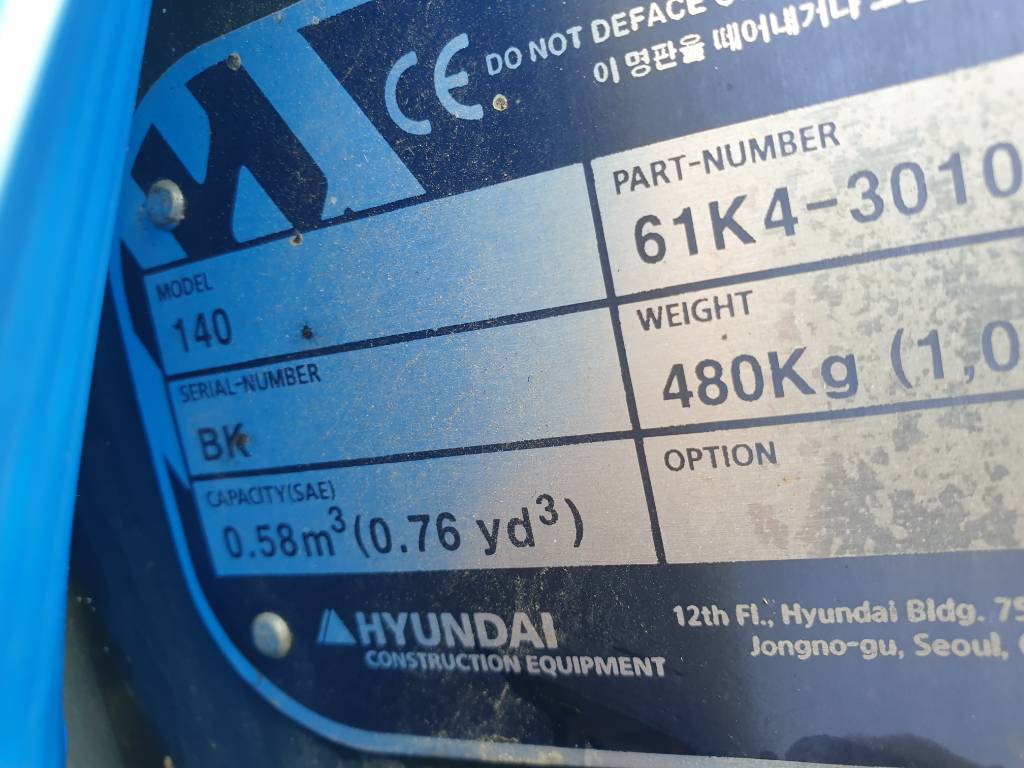 CE DO NOT DEFACE
이 명판을 떼어내거나
MODEL
140
PART-NUMBER
61K4-3010
SERIAL-NUMBER
BK
WEIGHT
480Kg (1,0
CAPACITY(SAE)
0.58m³(0.76 yd³)
OPTION
HYUNDAI
CONSTRUCTION EQUIPMENT
12th Fl., Hyundai Bldg. 75
Jongno-gu, Seoul,